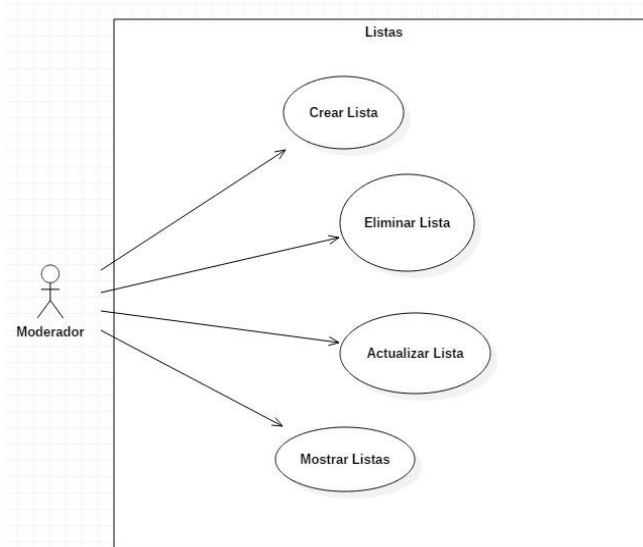 Listas
Crear Lista
Eliminar Lista
Moderador
Actualizar Lista
Mostrar Listas